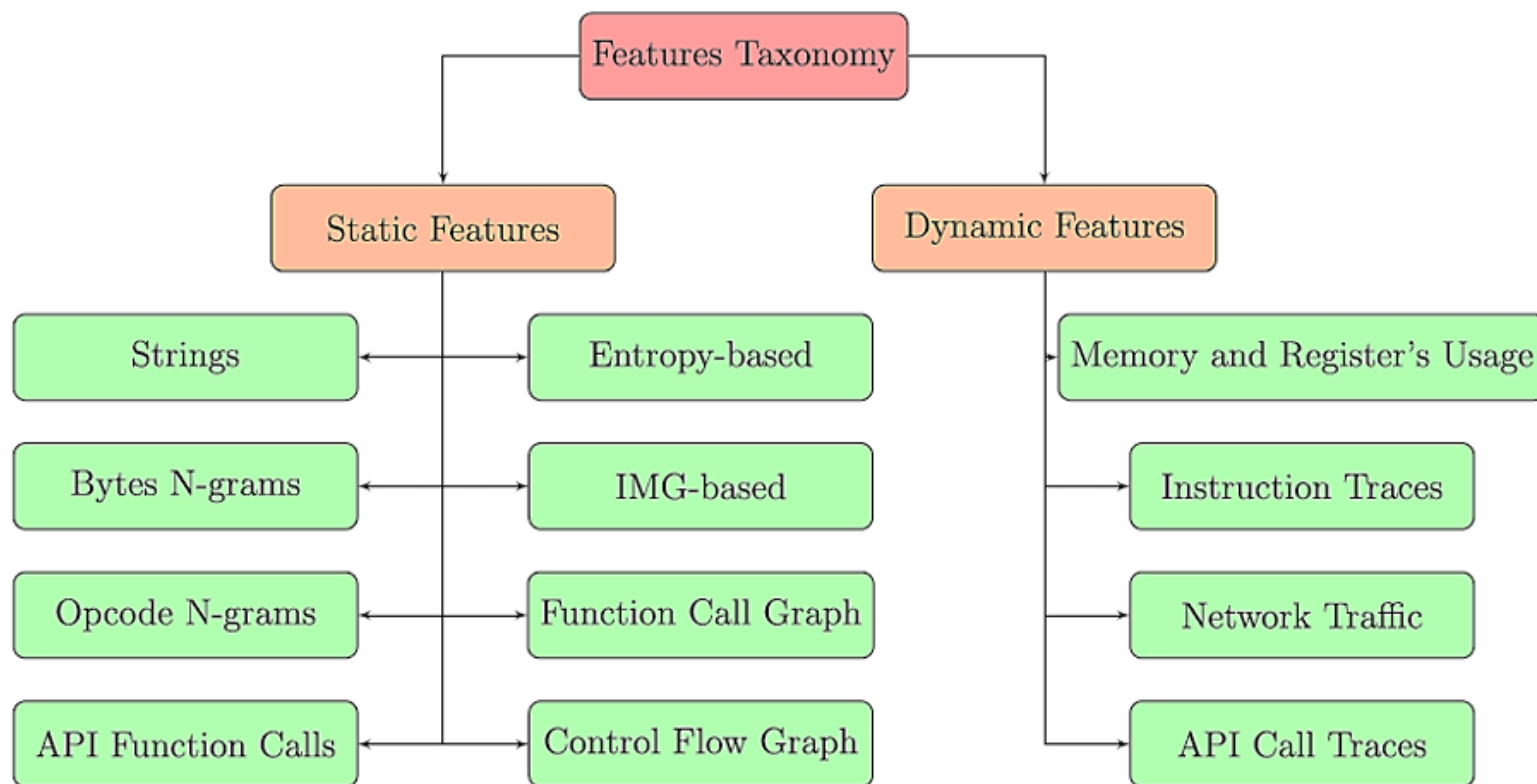 Features Taxonomy
Static Features
Dynamic Features
Strings
Entropy-based
Memory and Register's Usage
Bytes N-grams
IMG-based
Instruction Traces
Opcode N-grams
Function Call Graph
Network Traffic
API Function Calls
Control Flow Graph
API Call Traces